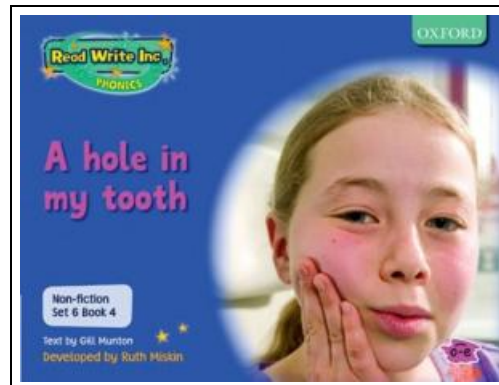 OXFORD
Read Write Inc.
PHONICS
A hole in
my tooth
Non-fiction
Set 6 Book 4
Text by Gill Munton
Developed by Ruth Miskin
o-e